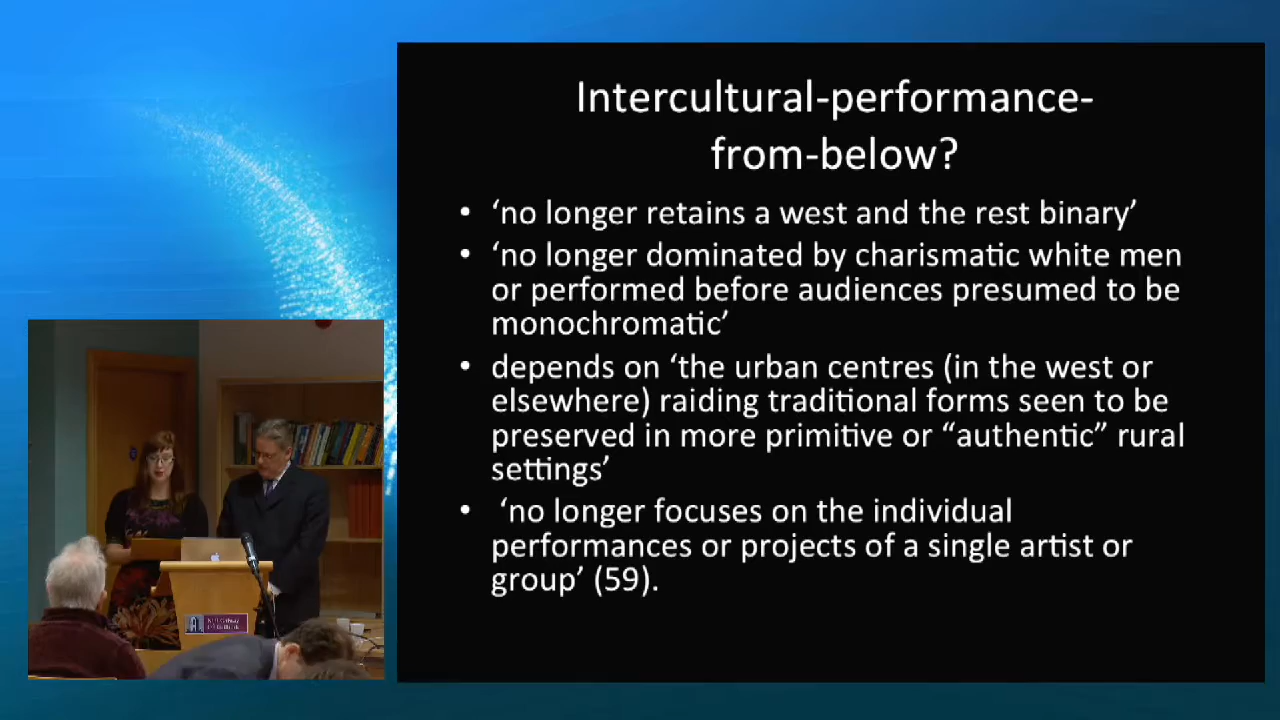 Intercultural-performance-
from-below?
• ‘no longer retains a west and the rest binary’
• ‘no longer dominated by charismatic white men
or performed before audiences presumed to be
monochromatic’
• depends on ‘the urban centres (in the west or
elsewhere) raiding traditional forms seen to be
preserved in more primitive or “authentic” rural
settings’
• ‘no longer focuses on the individual
performances or projects of a single artist or
group’ (59).